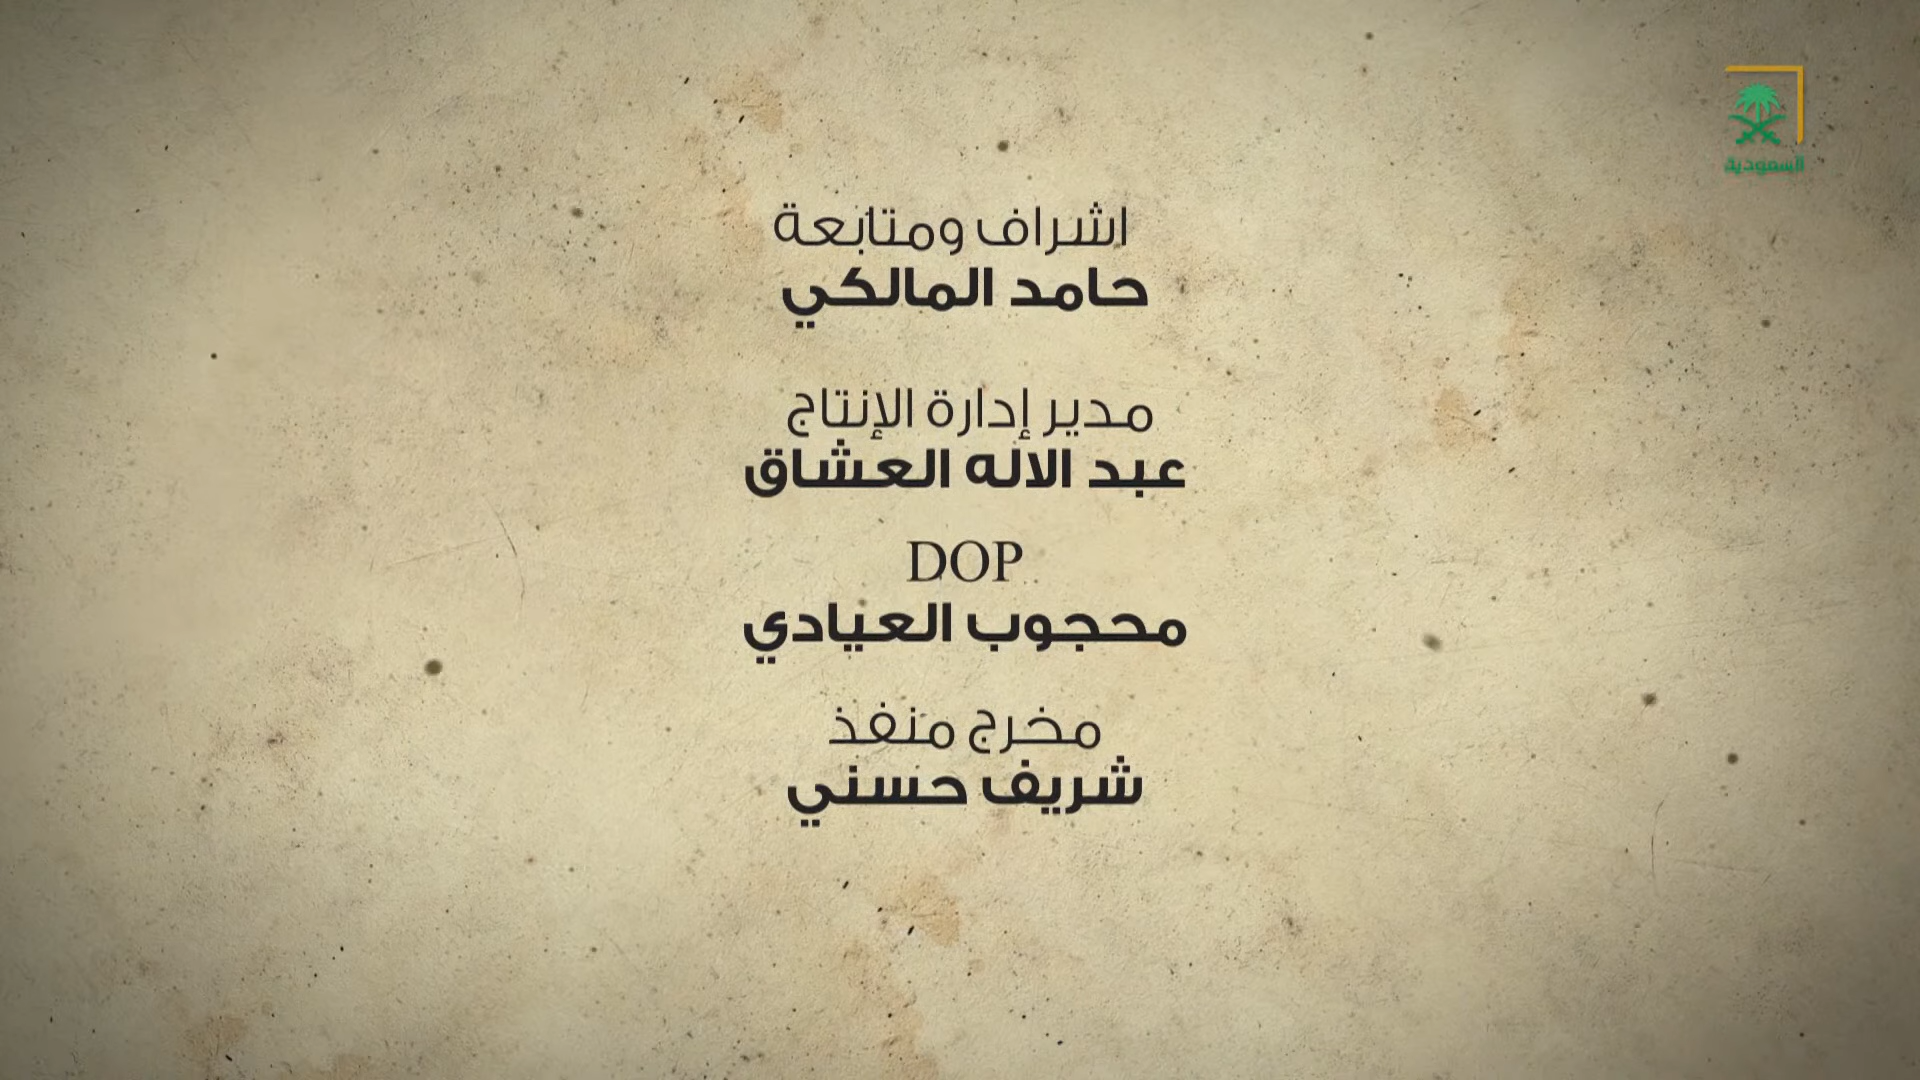 السعودية
اشراف ومتابعة
حامد المالكي
مدير إدارة الإنتاج
عبد الاله العشاق
DOP
محجوب العيادي
مخرج منفذ
شريف حسني